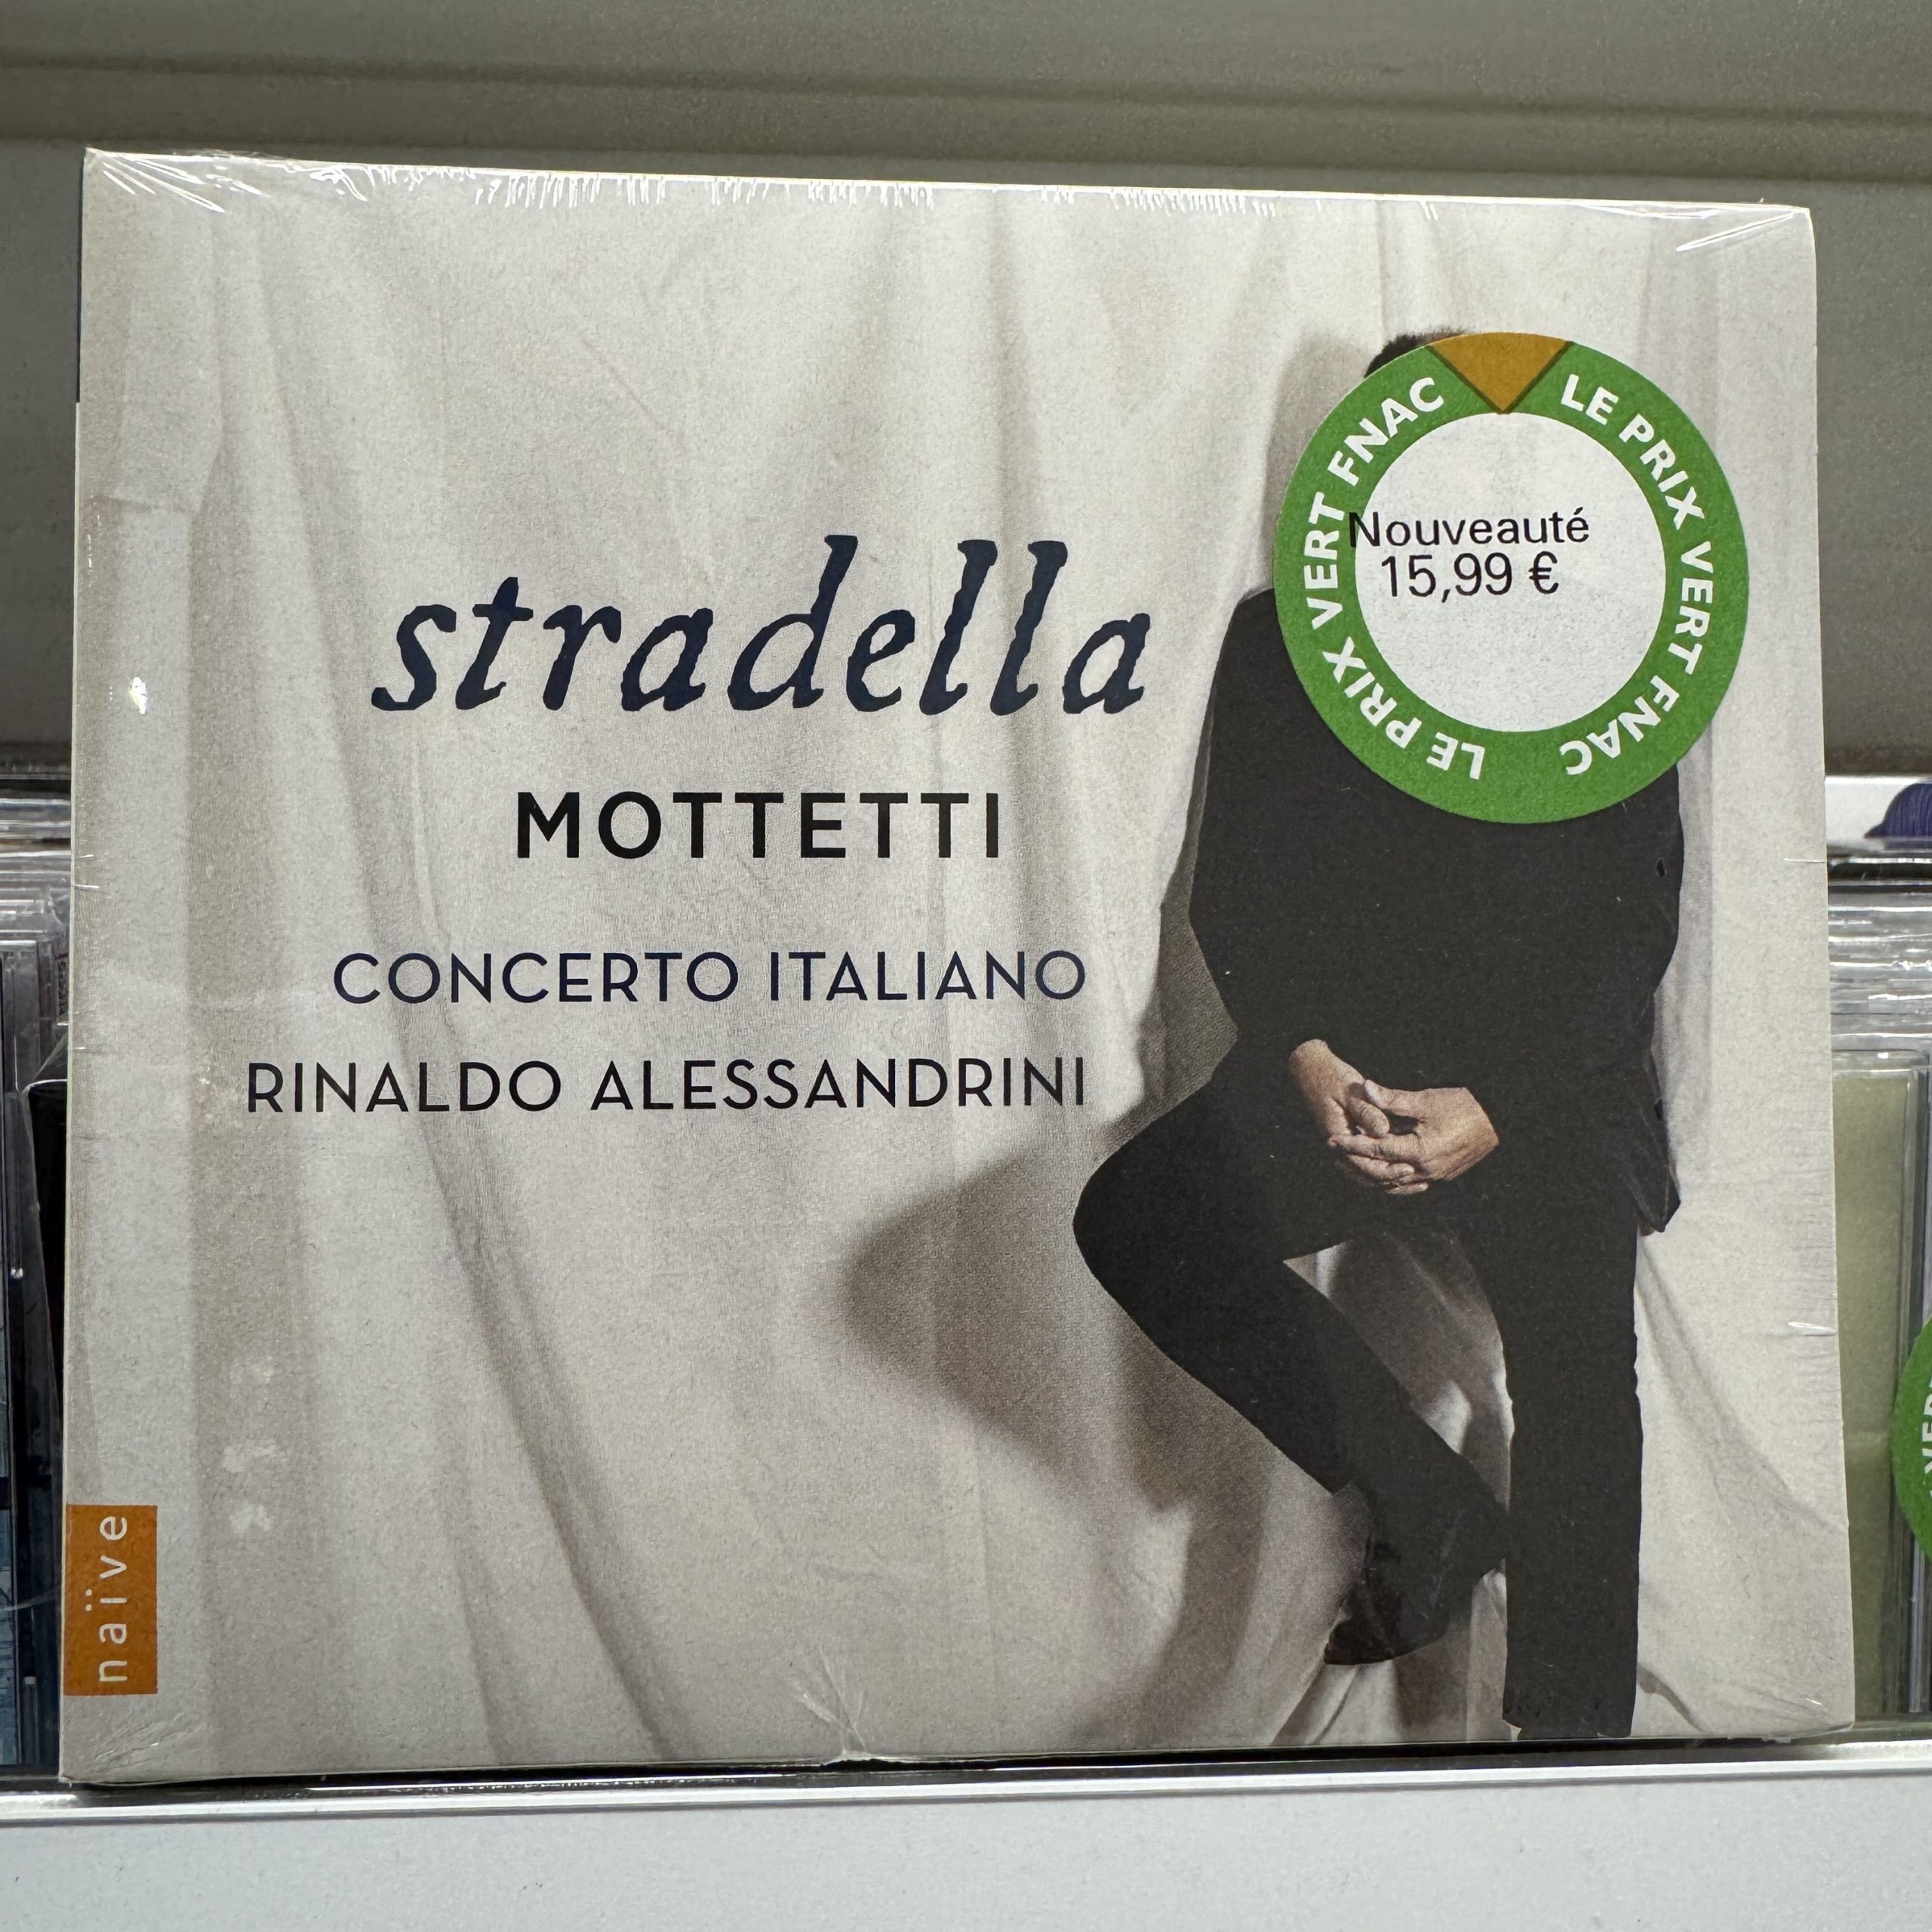 LE PRIX VERT FNAC
LE PRIX VERT FNAC
Nouveauté
15,99 €
stradella
MOTTETTI
CONCERTO ITALIANO
RINALDO ALESSANDRINI
naïve